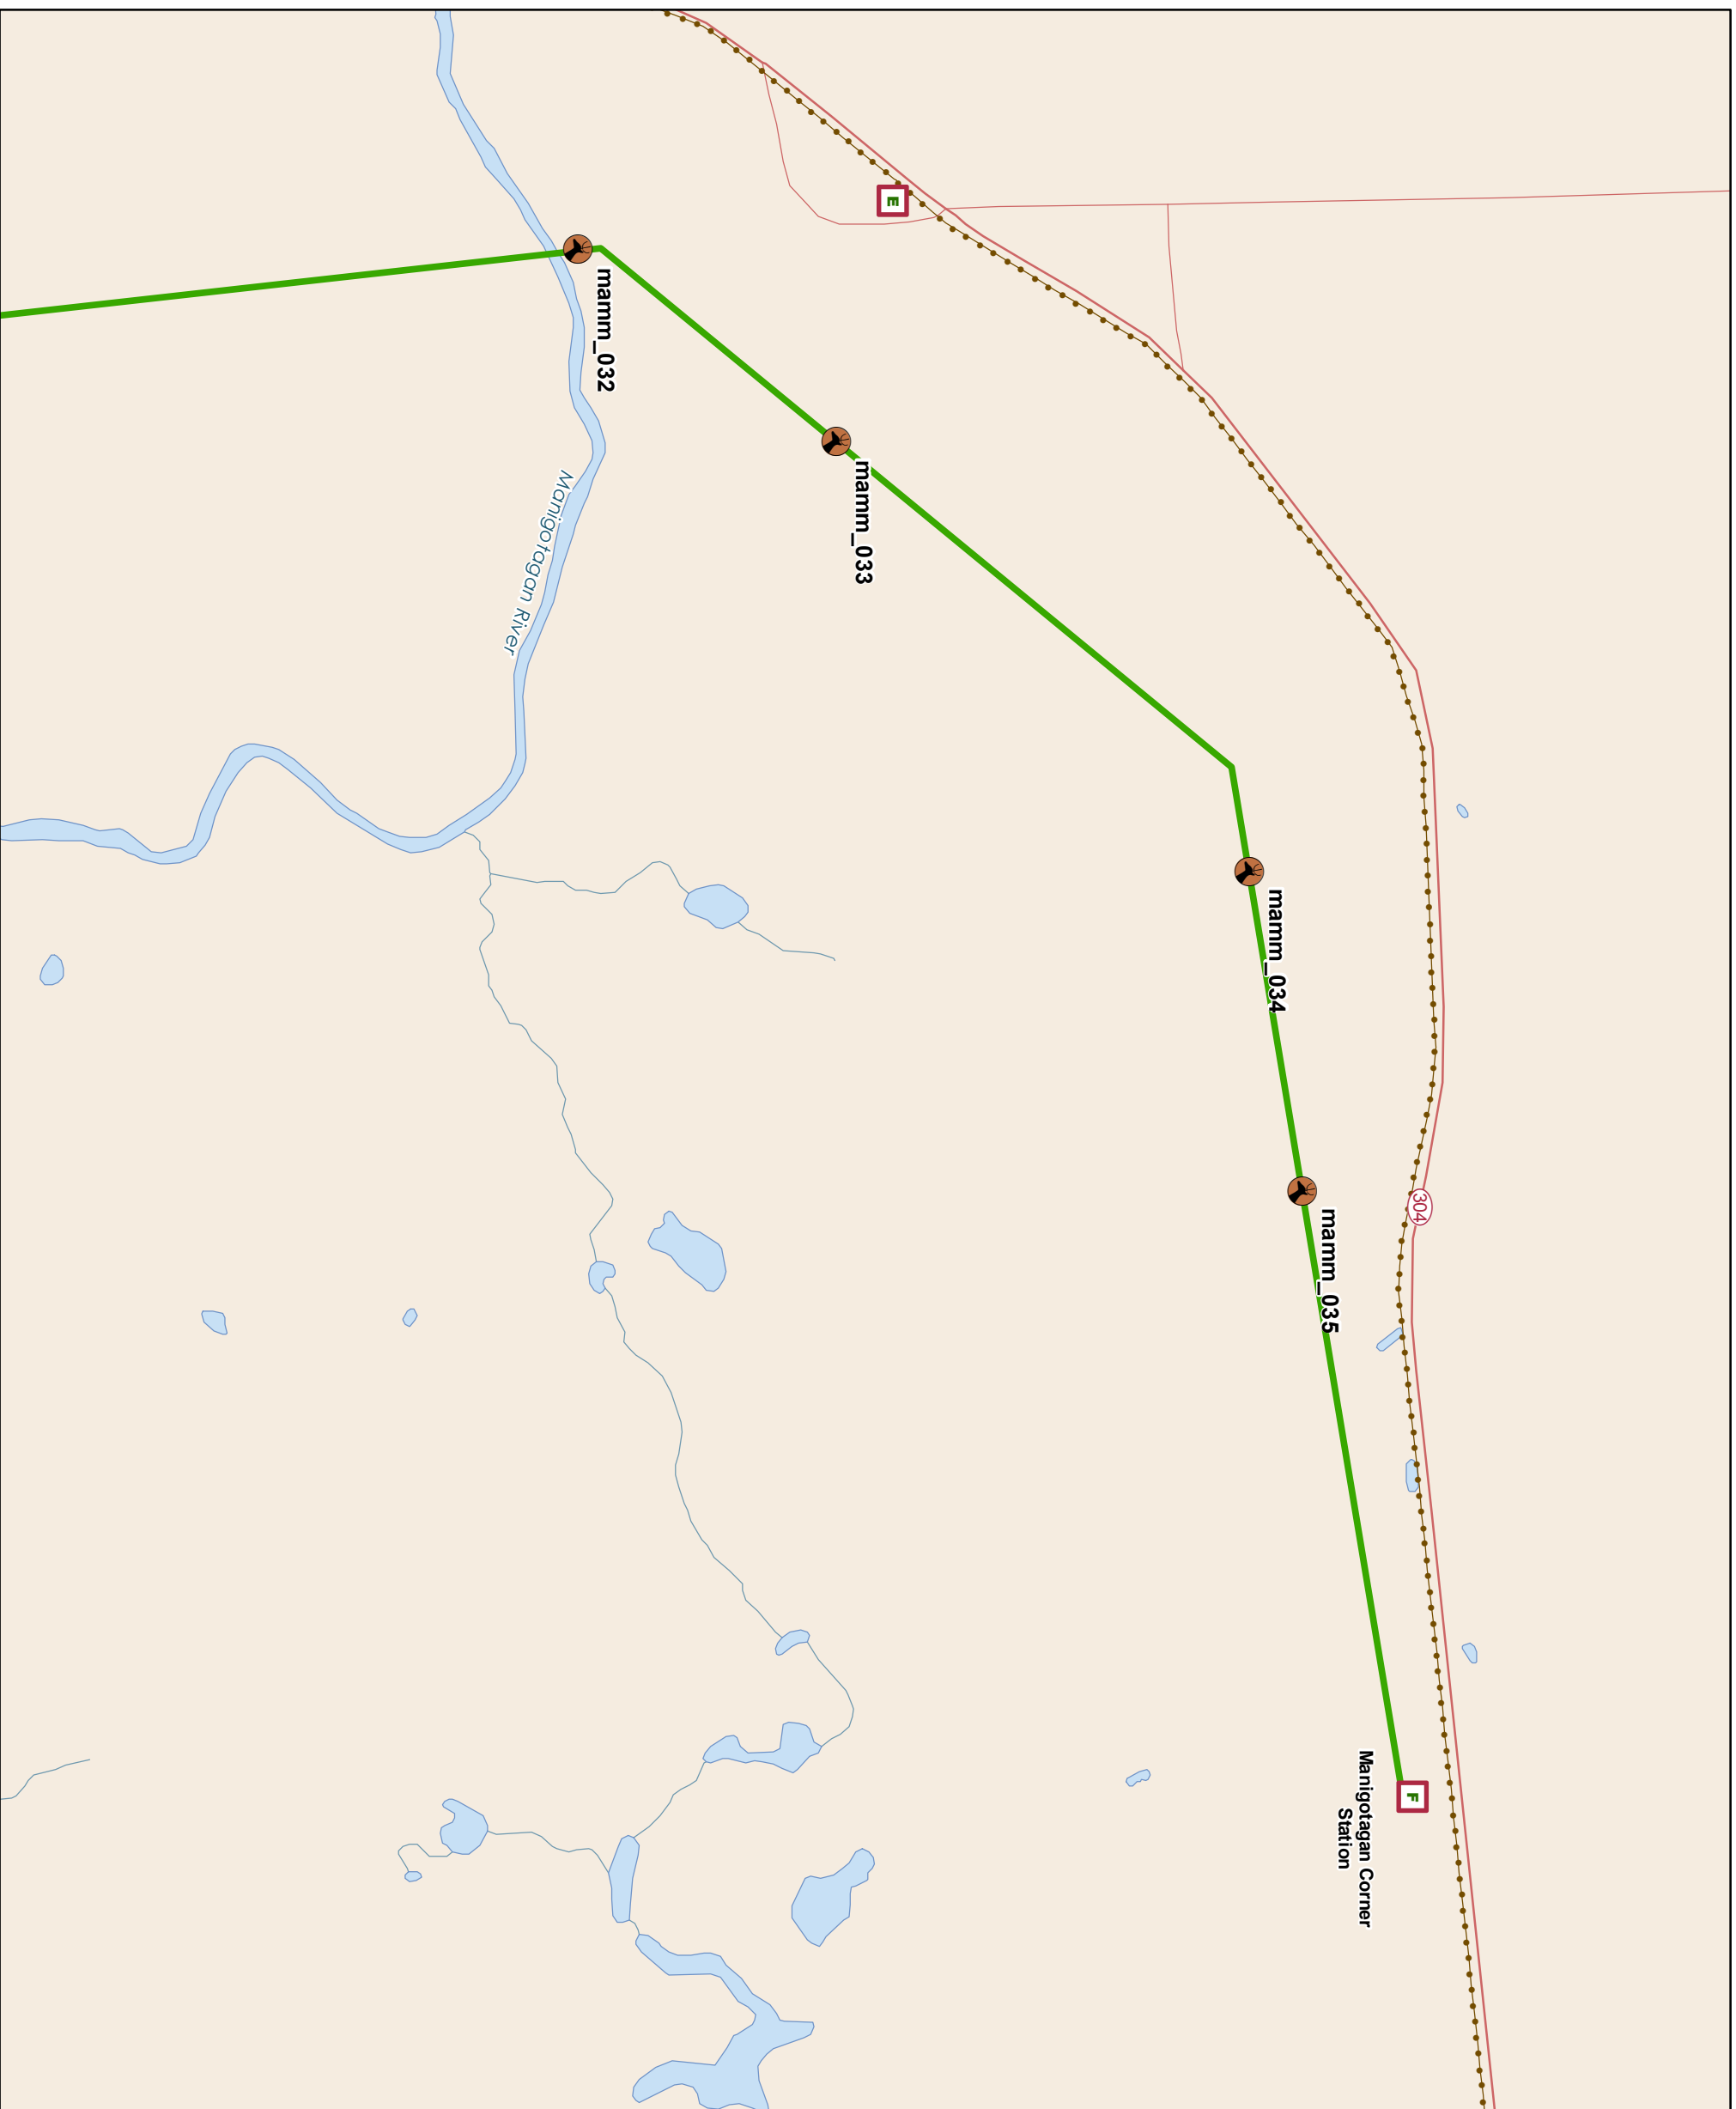 E
mamm_032
mamm_033
Manigotagan River
mamm_034
mamm_035
304
F
Manigotagan Corner
Station